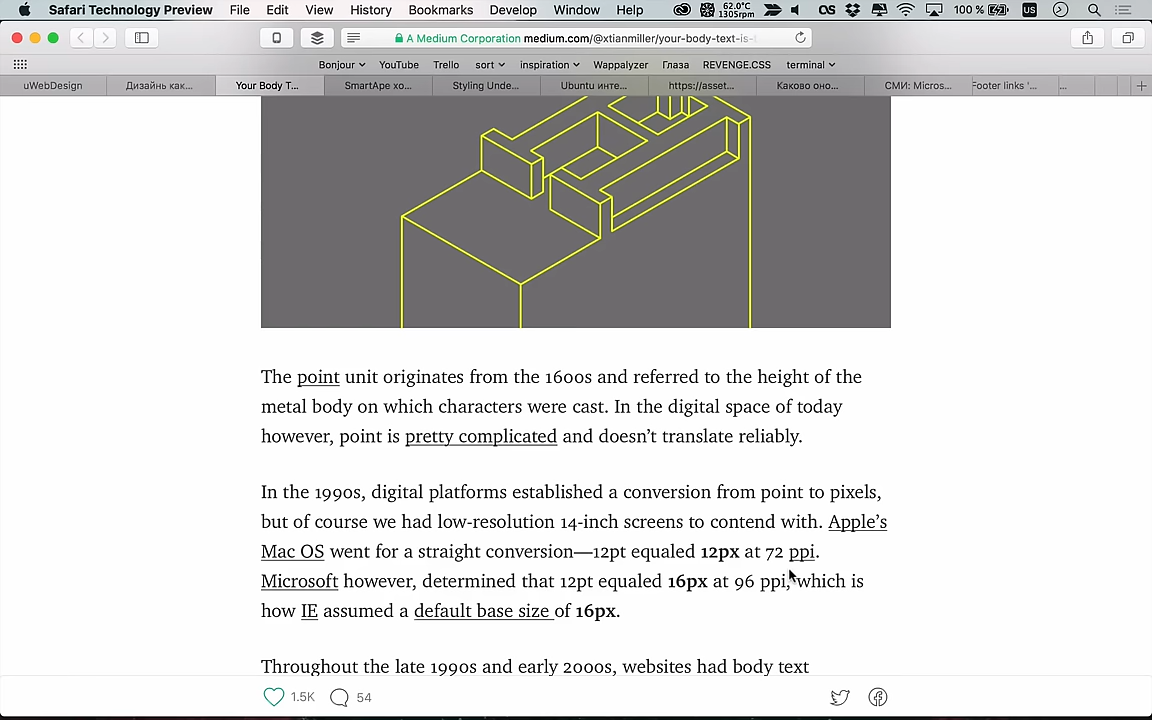 Safari Technology Preview File Edit View History Bookmarks Develop Window Help 62.0°C 1305rpm OS 100 % US
A Medium Corporation medium.com/@xtianmiller/your-body-text-is-
Bonjour YouTube Trello sort inspiration Wappalyzer Глаза REVENGE.CSS terminal
uWebDesign Дизайнь как... Your Body T... SmartApe хо... Styling Unde... Ubuntu инте... https://asset... Каково оно... СМИ: Micros... Footer links '... ...
The point unit originates from the 1600s and referred to the height of the
metal body on which characters were cast. In the digital space of today
however, point is pretty complicated and doesn’t translate reliably.
In the 1990s, digital platforms established a conversion from point to pixels,
but of course we had low-resolution 14-inch screens to contend with. Apple’s
Mac OS went for a straight conversion—12pt equaled 12px at 72 ppi.
Microsoft however, determined that 12pt equaled 16px at 96 ppi, which is
how IE assumed a default base size of 16px.
Throughout the late 1990s and early 2000s, websites had body text
1.5K 54